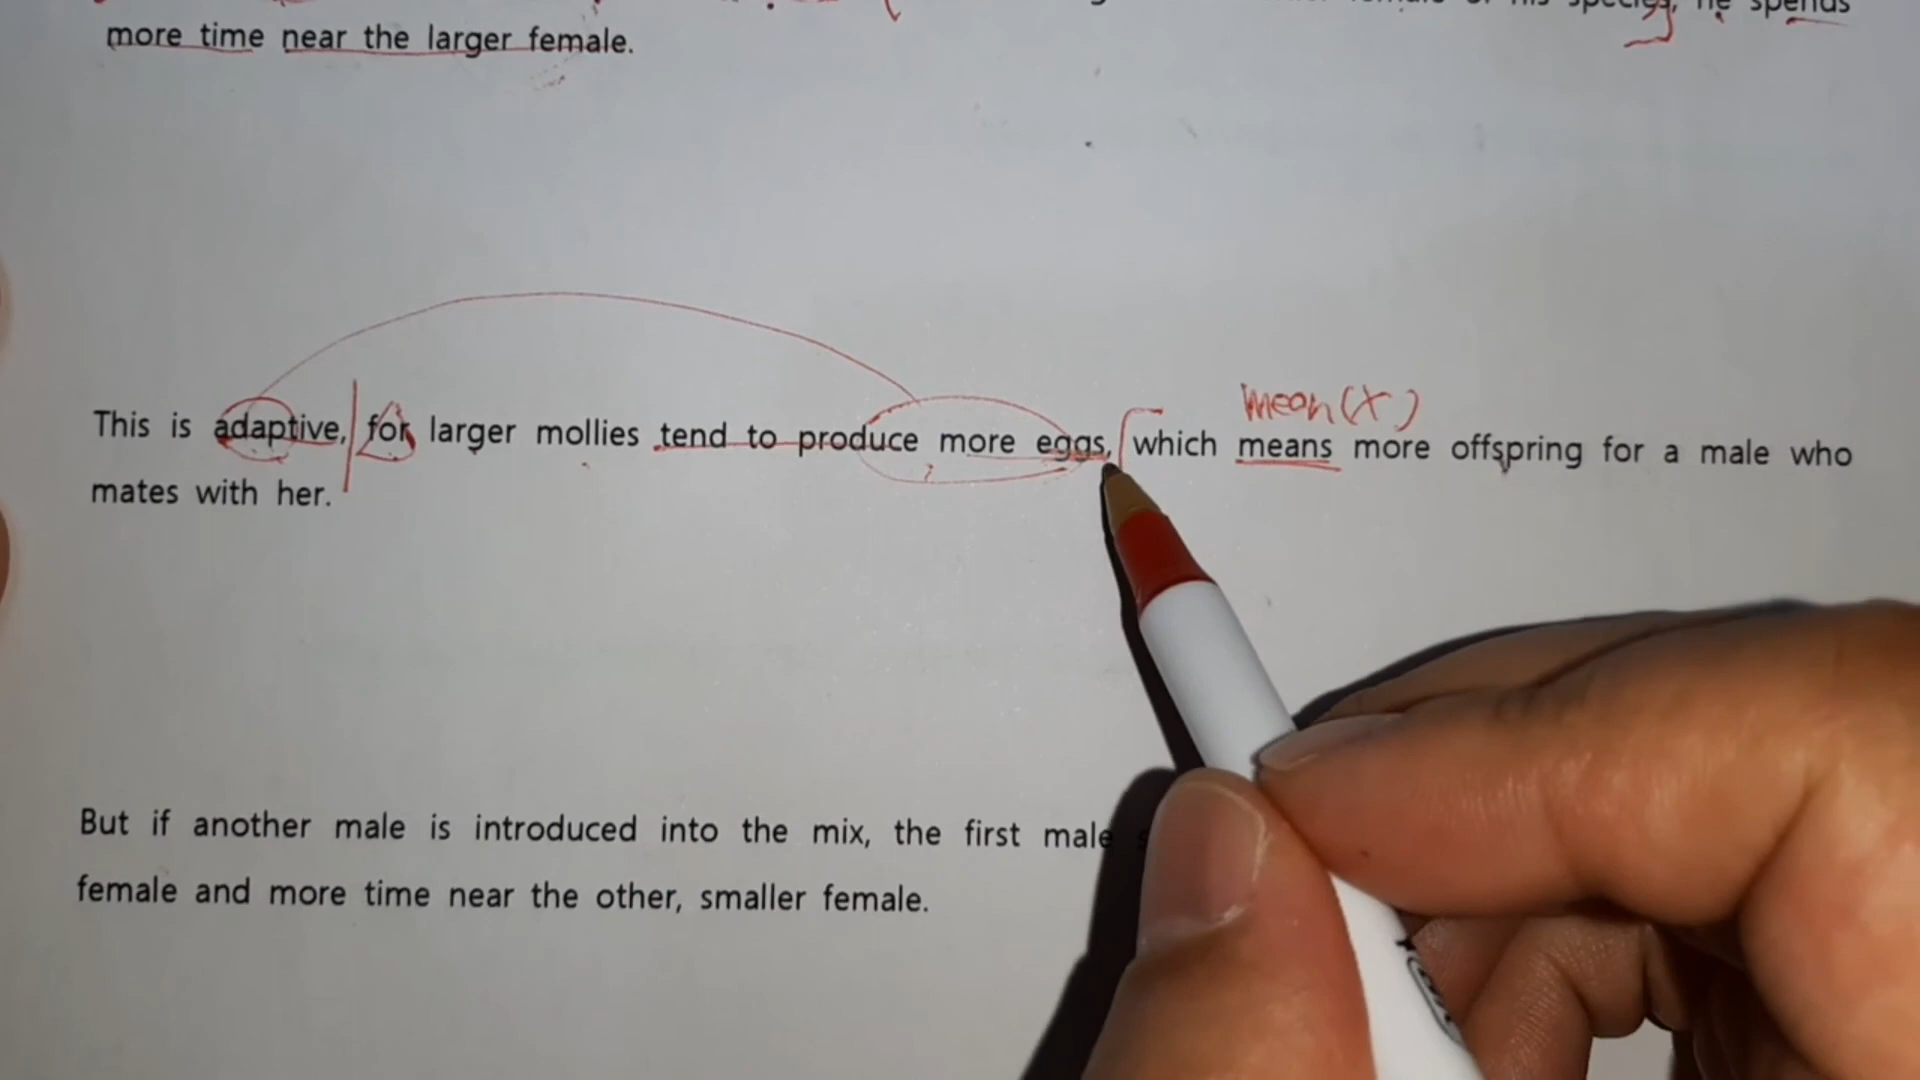 spends
more time near the larger female.
mean(X)
This is adaptive, for larger mollies tend to produce more eggs, which means more offspring for a male who
mates with her.
But if another male is introduced into the mix, the first male
female and more time near the other, smaller female.